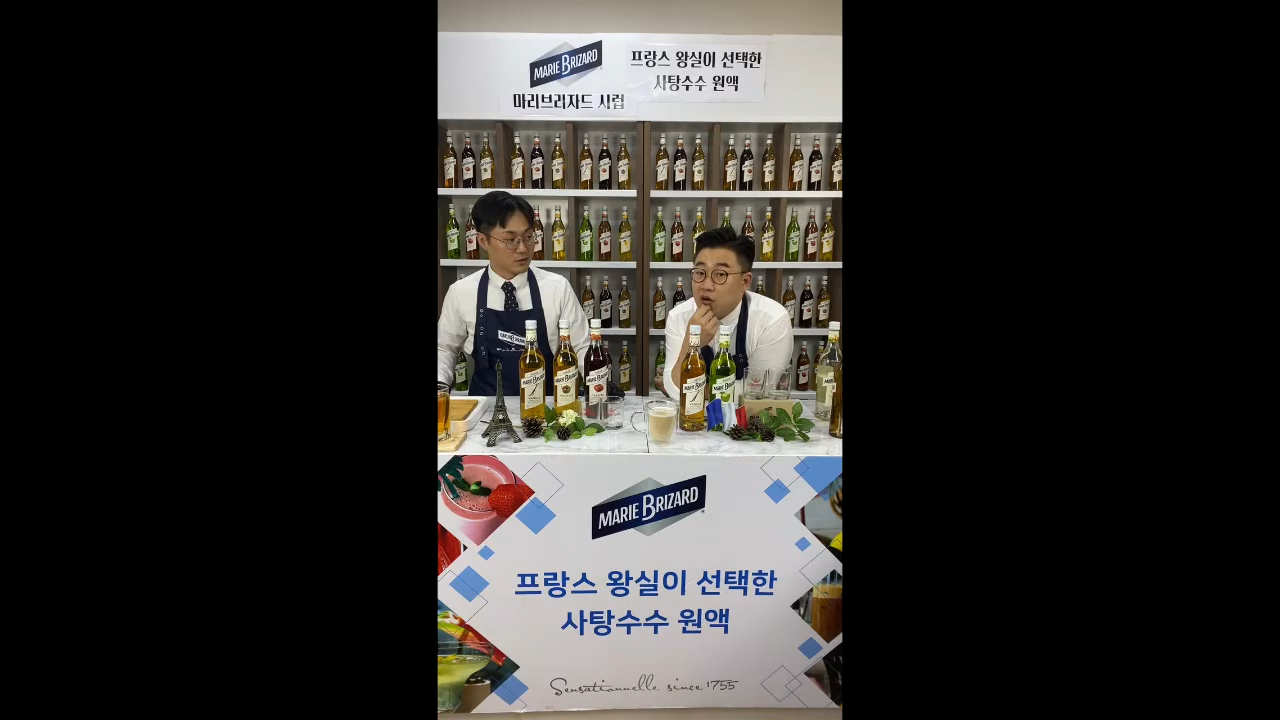 MARIE BRIZARD
마리브리자드 시럽
프랑스 왕실이 선택한
사탕수수 원액
MARIE BRIZARD
프랑스 왕실이 선택한
사탕수수 원액
Sensationnelle since 1755